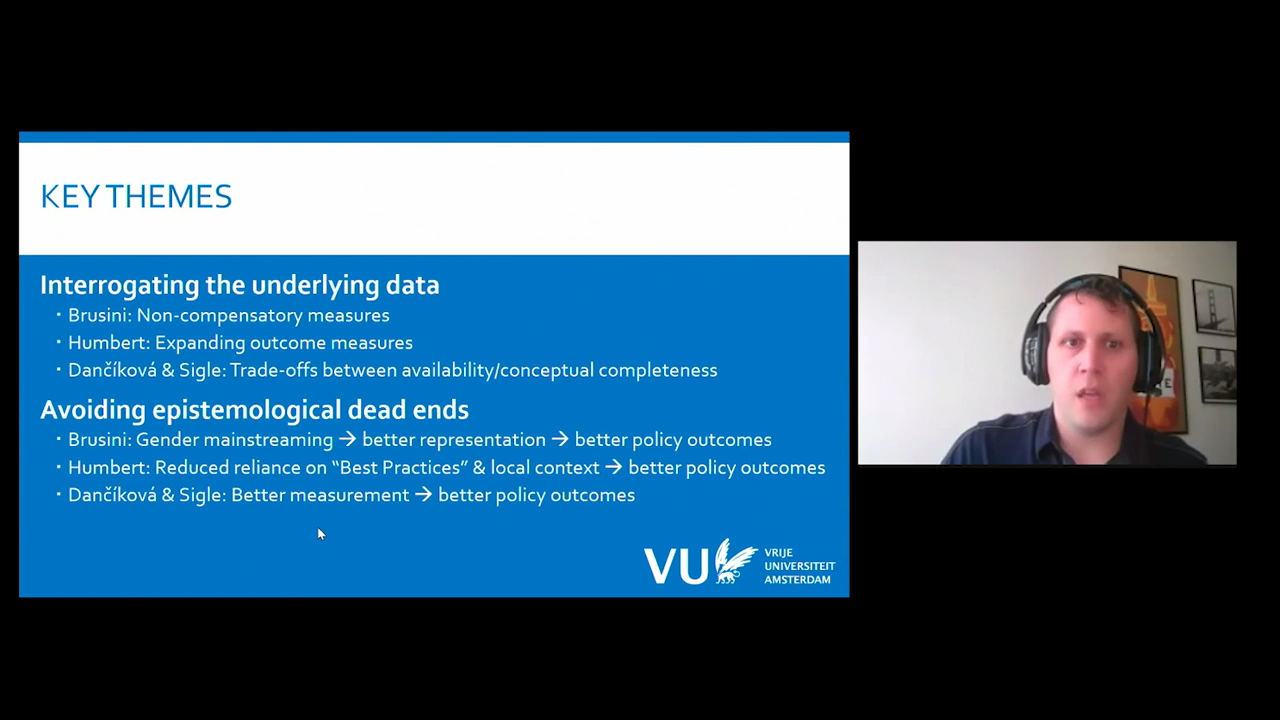 KEY THEMES
Interrogating the underlying data
▪ Brusini: Non-compensatory measures
▪ Humbert: Expanding outcome measures
▪ Dančíková & Sigle: Trade-offs between availability/conceptual completeness
Avoiding epistemological dead ends
▪ Brusini: Gender mainstreaming → better representation → better policy outcomes
▪ Humbert: Reduced reliance on “Best Practices” & local context → better policy outcomes
▪ Dančíková & Sigle: Better measurement → better policy outcomes
VU
VRIJE
UNIVERSITEIT
AMSTERDAM